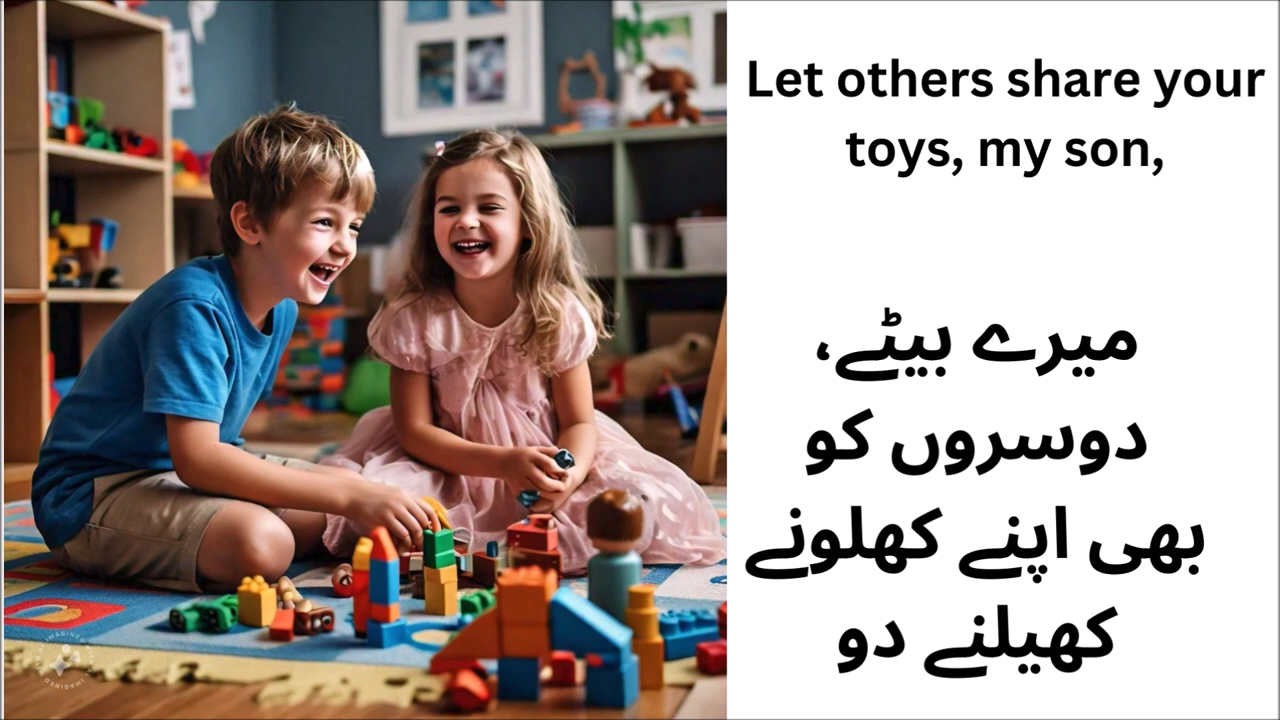 Let others share your
toys, my son,
میرے بیٹے،
دوسروں کو
بھی اپنے کھلونے
کھیلنے دو